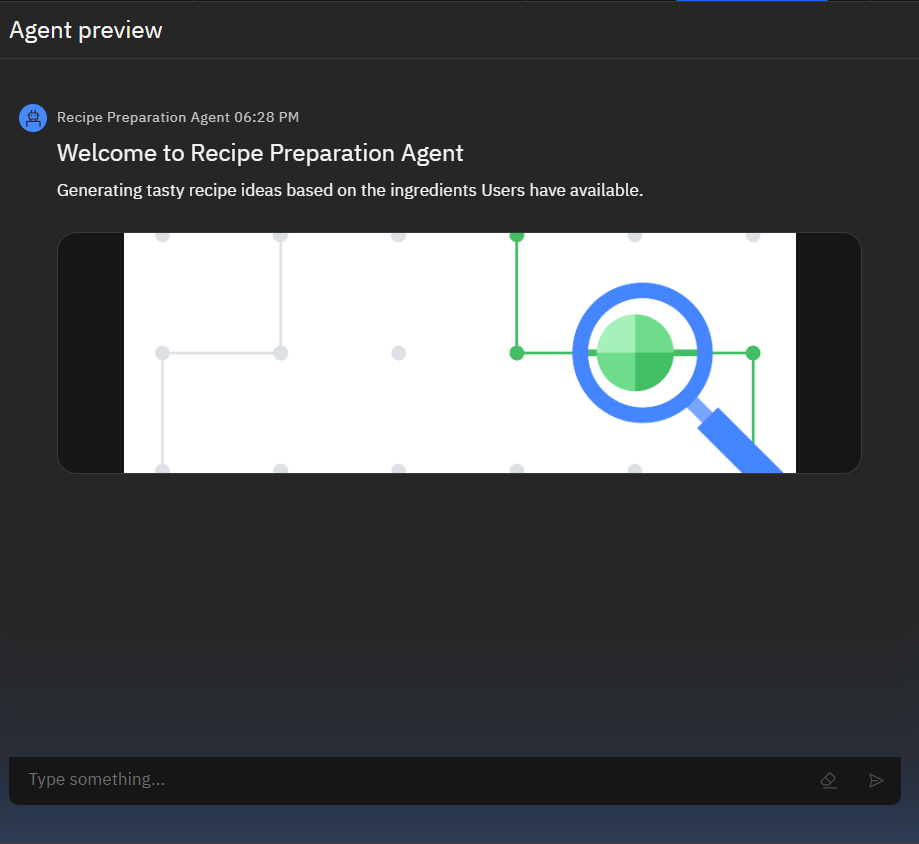 Agent preview
Recipe Preparation Agent 06:28 PM
Welcome to Recipe Preparation Agent
Generating tasty recipe ideas based on the ingredients Users have available.
Type something...